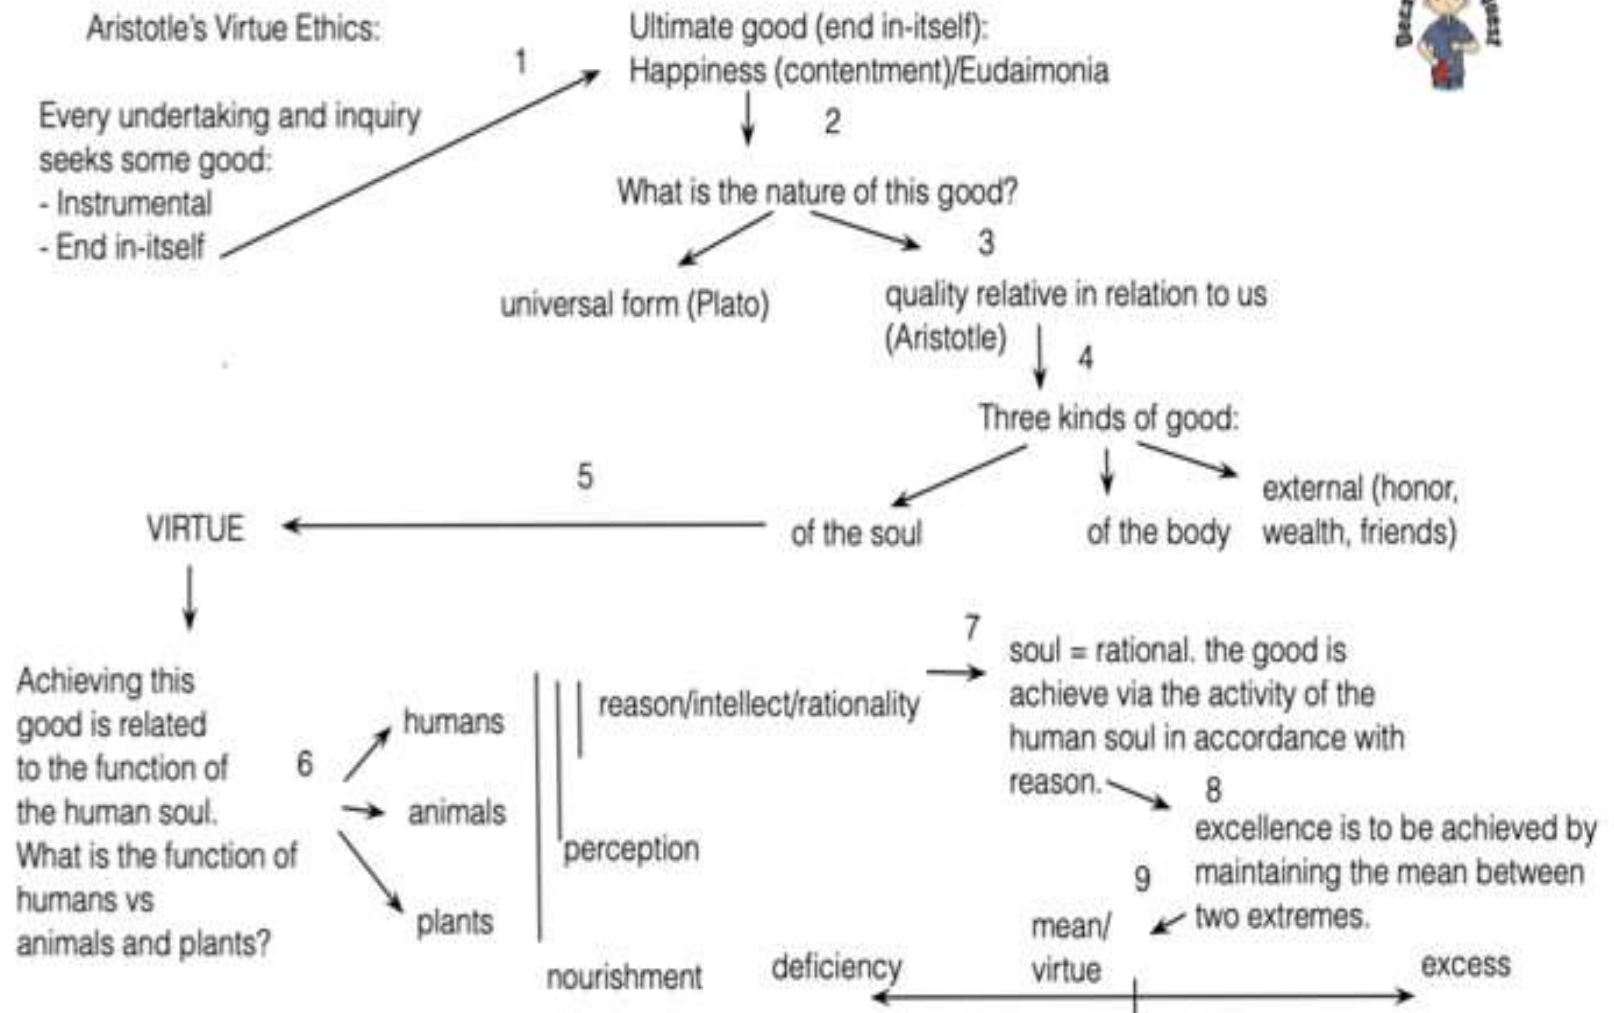 Aristotle's Virtue Ethics:
Every undertaking and inquiry
seeks some good:
- Instrumental
- End in-itself
1
Ultimate good (end in-itself):
Happiness (contentment)/Eudaimonia
2
What is the nature of this good?
3
universal form (Plato)
quality relative in relation to us
(Aristotle)
4
Three kinds of good:
5
VIRTUE
of the soul
of the body
external (honor,
wealth, friends)
Achieving this
good is related
to the function of
the human soul.
What is the function of
humans vs
animals and plants?
6
humans
animals
plants
reason/intellect/rationality
perception
nourishment
7
soul = rational. the good is
achieve via the activity of the
human soul in accordance with
reason.
8
excellence is to be achieved by
maintaining the mean between
two extremes.
9
deficiency
mean/
virtue
excess